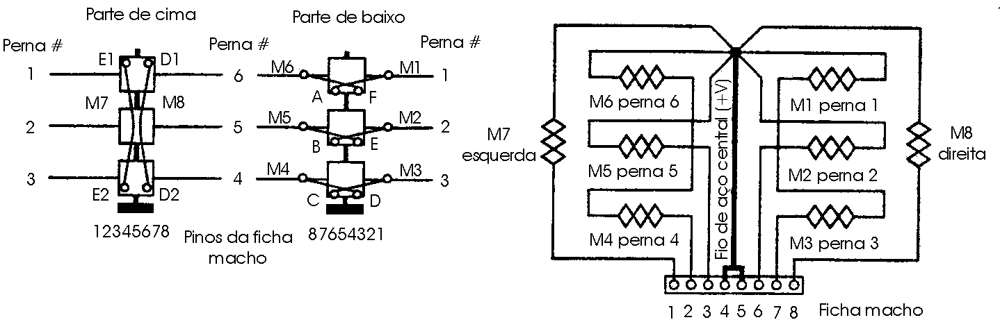 Parte de cima
Parte de baixo
Perna #
Perna #
Perna #
E1 D1
1
6
M7 M8
2
5
3
4
E2 D2
12345678
M6 M1
1
A F
M5 M2
2
B E
M4 M3
3
C D
87654321
Pinos da ficha
macho
M6 perna 6
M1 perna 1
M7
esquerda
M8
direita
M5 perna 5
M2 perna 2
M4 perna 4
M3 perna 3
Fio de aço central (+V)
1 2 3 4 5 6 7 8
Ficha macho